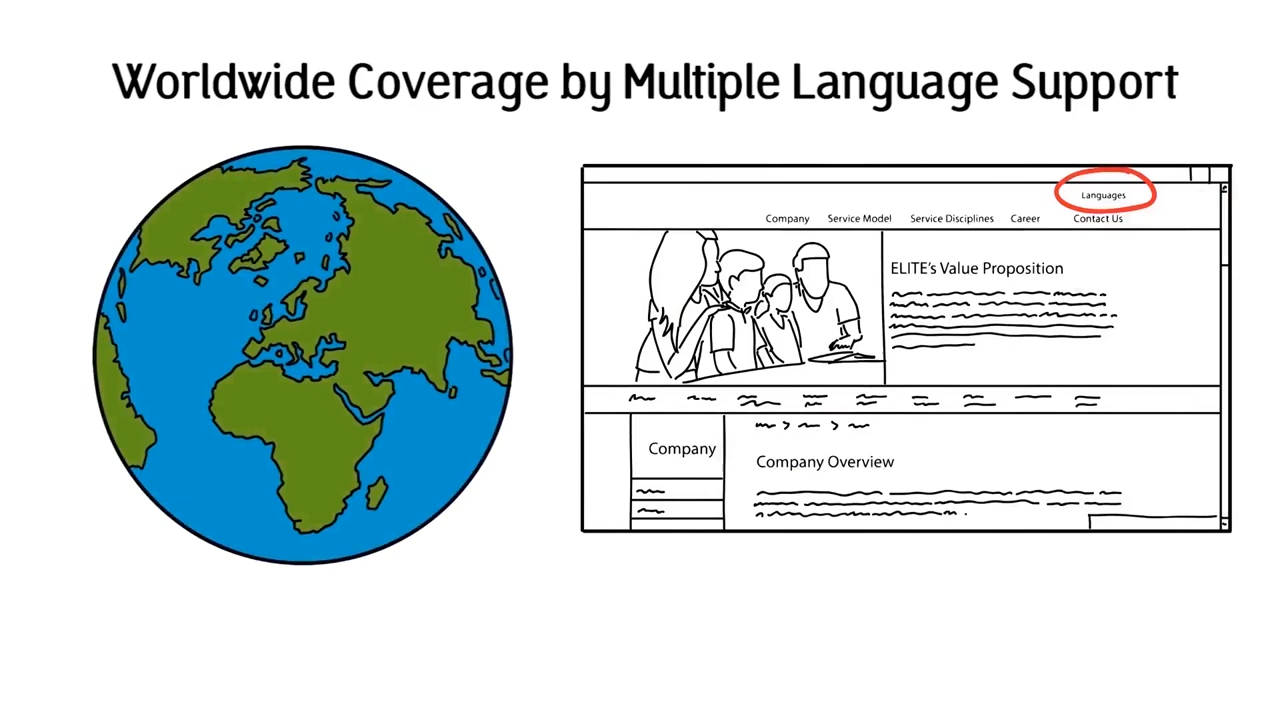 Worldwide Coverage by Multiple Language Support
Languages
Company Service Model Service Disciplines Career Contact Us
ELITE's Value Proposition
Company
Company Overview